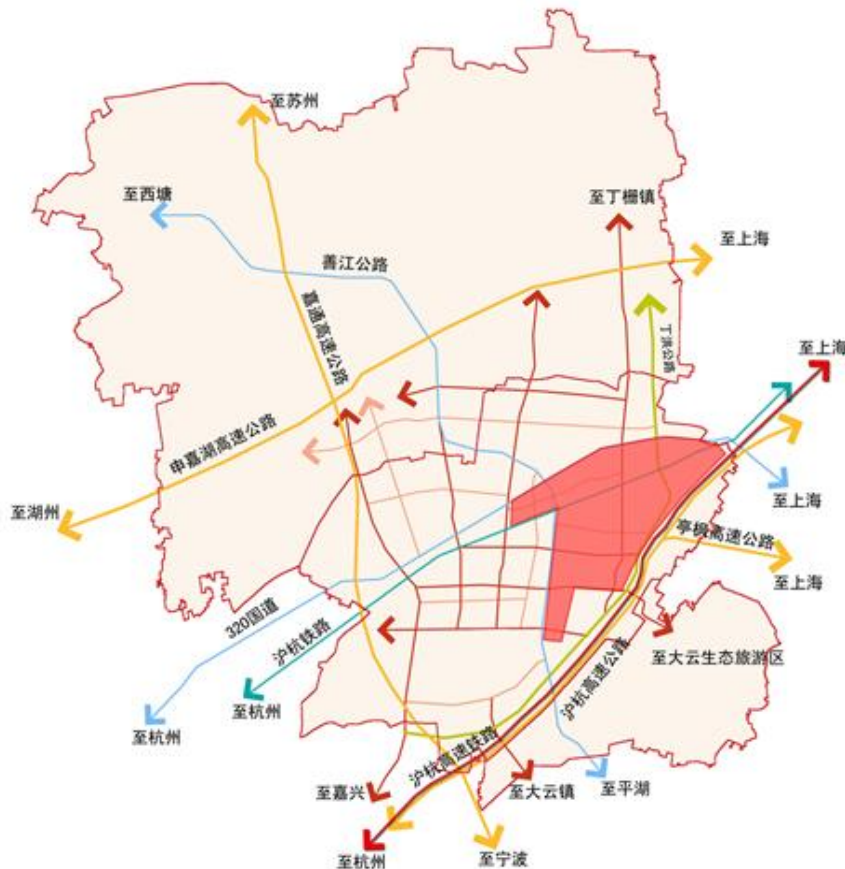 至苏州
至西塘
至丁栅镇
至上海
善江公路
嘉通高速公路
丁洪公路
至上海
申嘉湖高速公路
至湖州
至上海
亭枫高速公路
至上海
320国道
沪杭铁路
至大云生态旅游区
沪杭高速公路
至杭州
至杭州
沪杭高速铁路
至嘉兴
至大云镇
至平湖
至杭州
至宁波